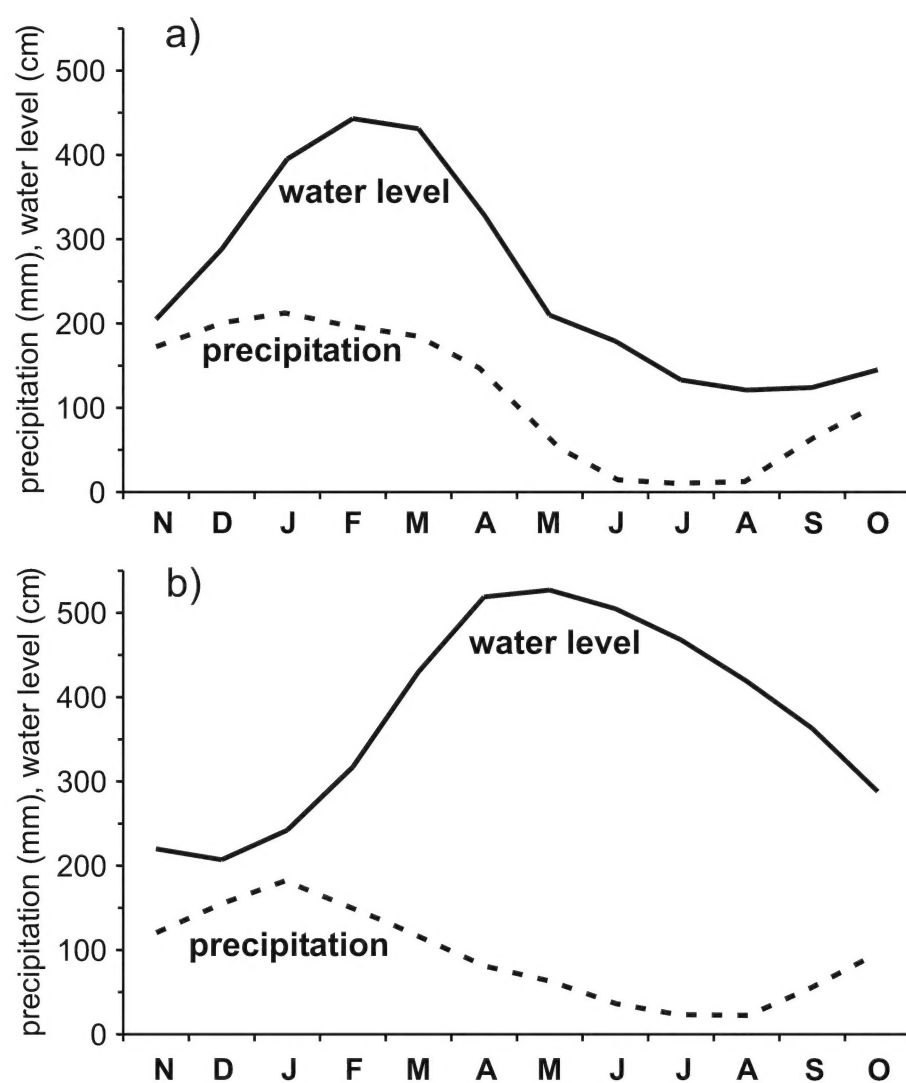 a)
precipitation (mm), water level (cm)
500
400
300
200
100
0
water level
precipitation
N D J F M A M J J A S O
b)
precipitation (mm), water level (cm)
500
400
300
200
100
0
water level
precipitation
N D J F M A M J J A S O